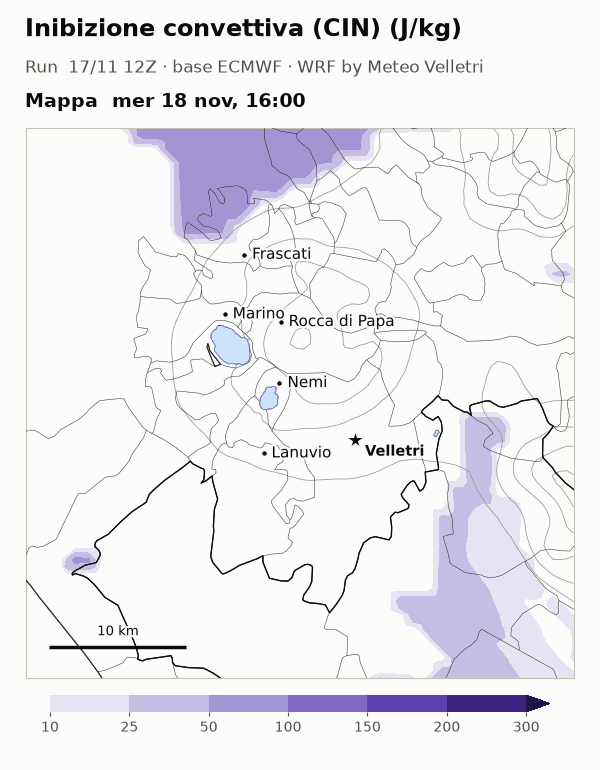 Inibizione convettiva (CIN) (J/kg)
Run  17/11 12Z · base ECMWF · WRF by Meteo Velletri
Mappa  mer 18 nov, 16:00
Frascati
Marino
Rocca di Papa
Nemi
Lanuvio
Velletri
10 km
10 25 50 100 150 200 300